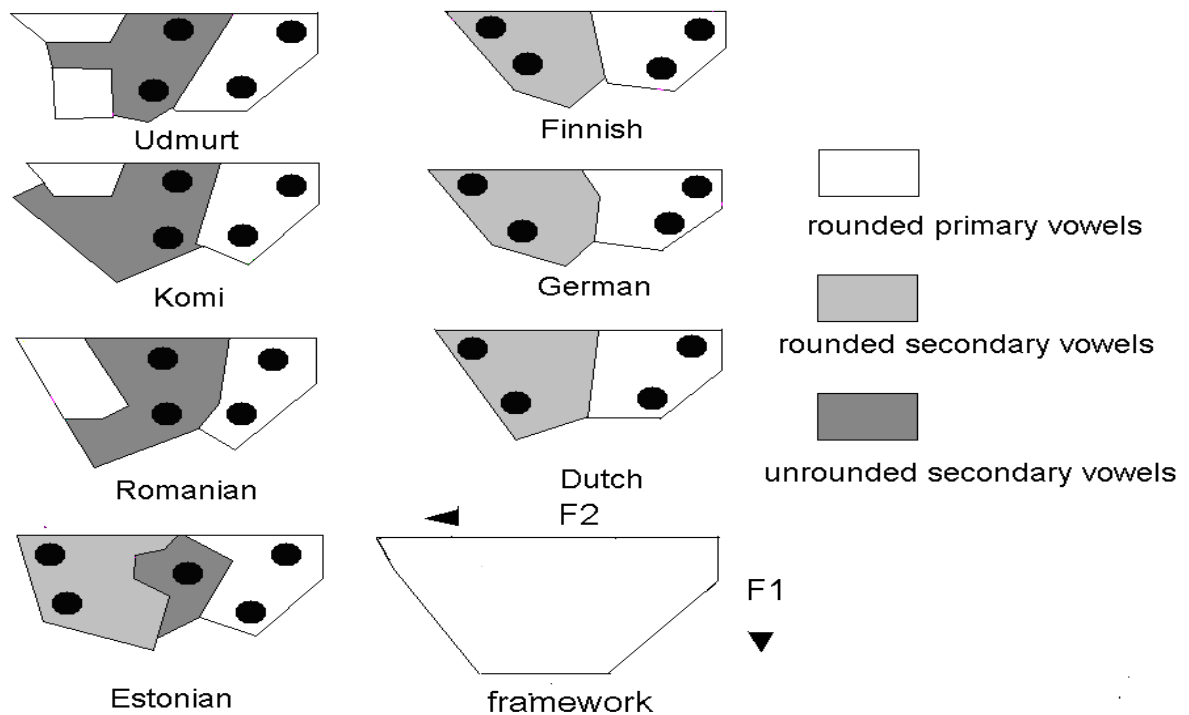 Udmurt
Finnish
rounded primary vowels
Komi
German
rounded secondary vowels
Romanian
Dutch
unrounded secondary vowels
F2
F1
Estonian
framework